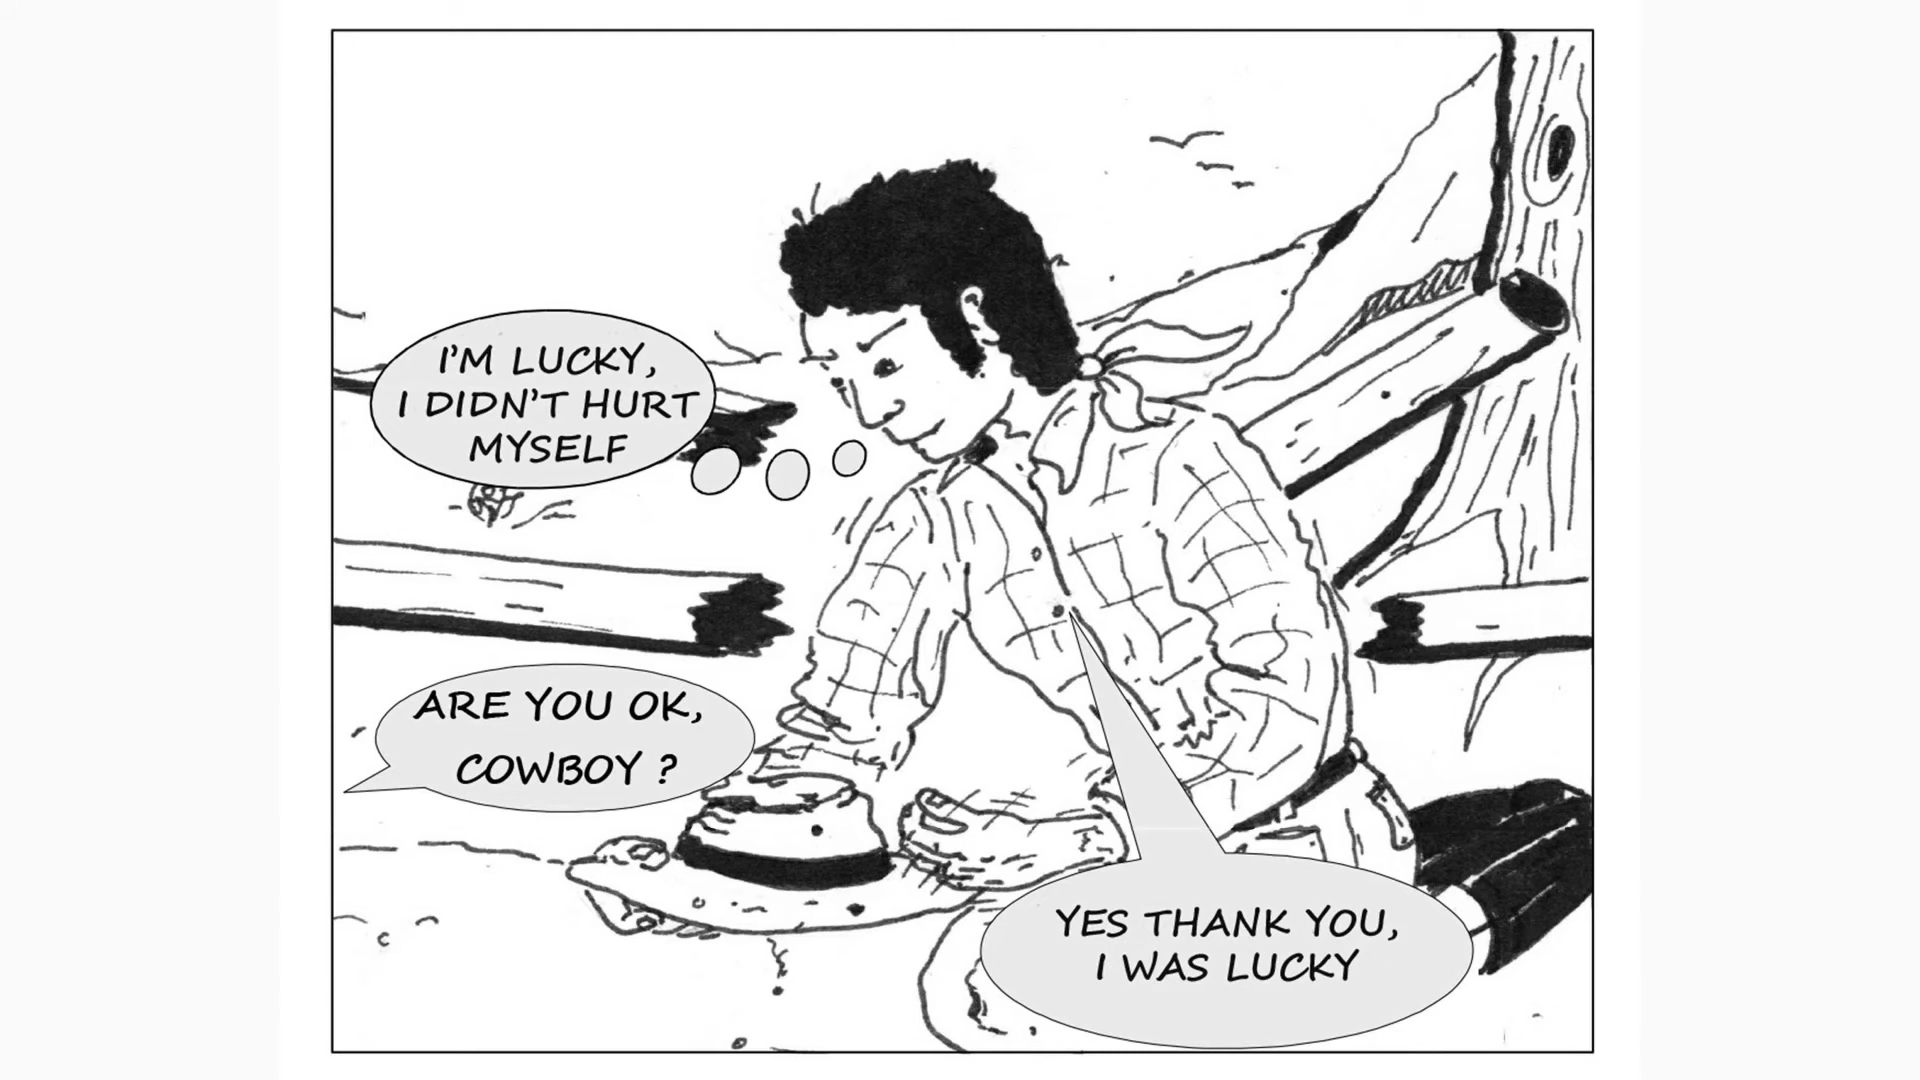 I'M LUCKY,
I DIDN'T HURT
MYSELF
ARE YOU OK,
COWBOY ?
YES THANK YOU,
I WAS LUCKY